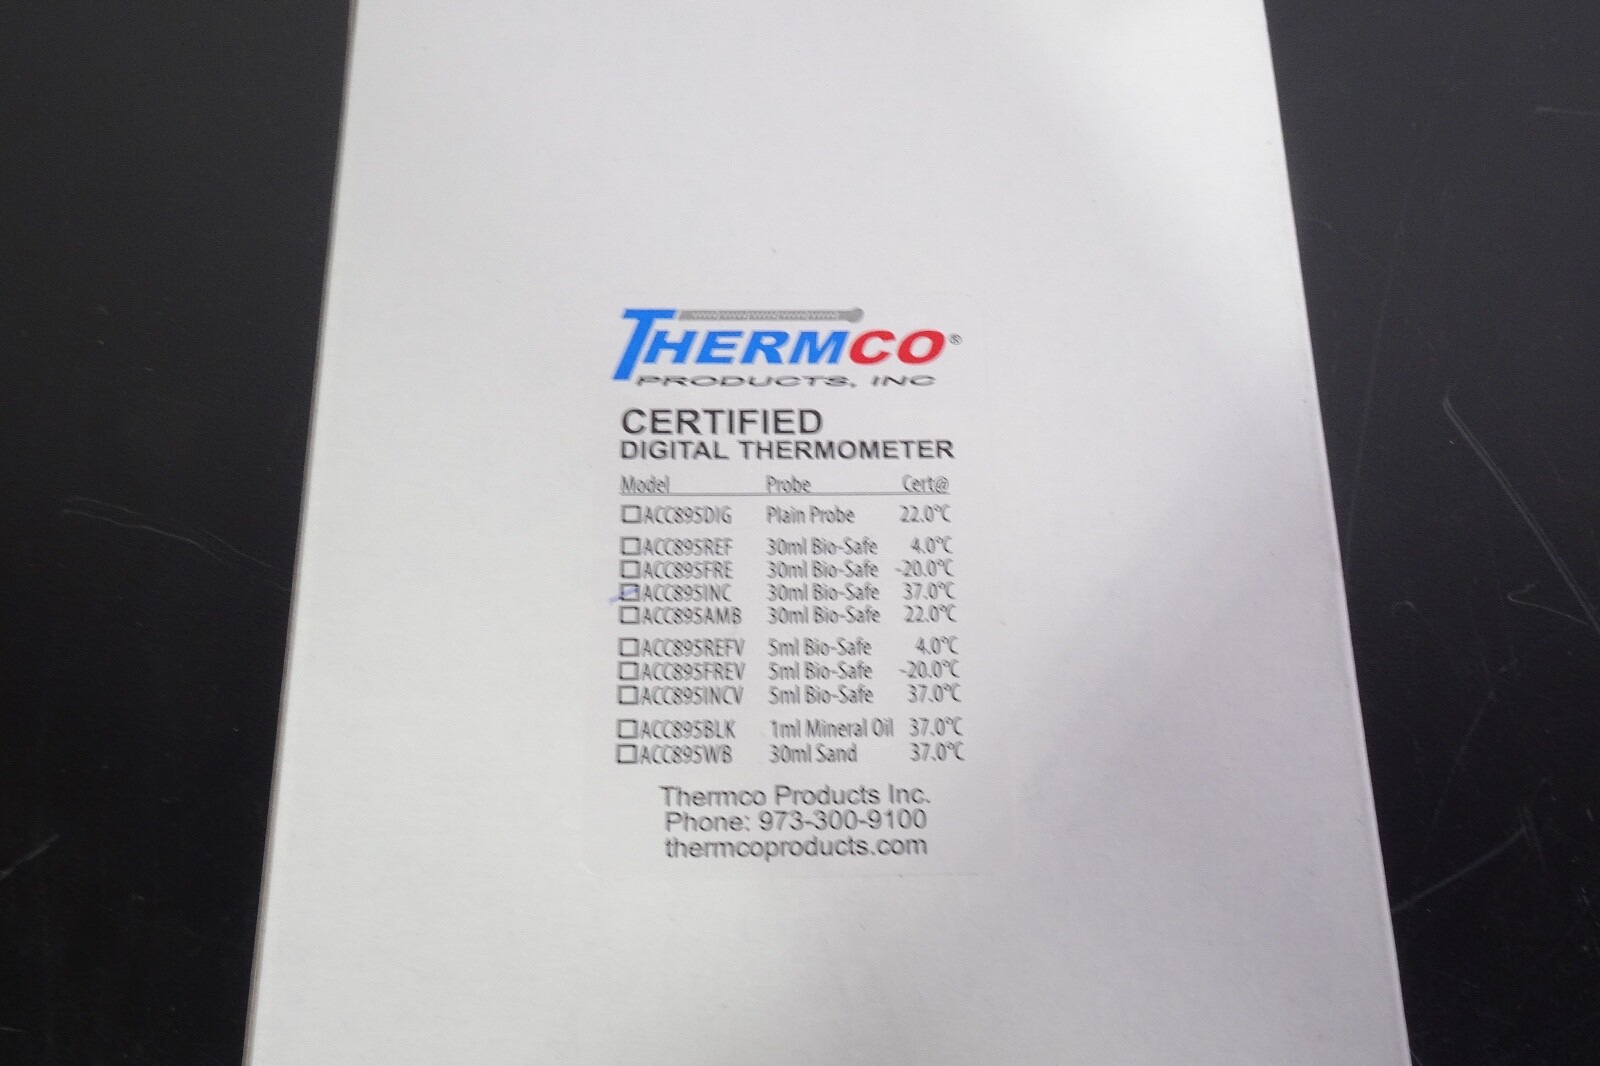 THERMCO®
PRODUCTS, INC
CERTIFIED
DIGITAL THERMOMETER
Model Probe Cert@
ACC895DIG Plain Probe 22.0°C
ACC895REF 30ml Bio-Safe 4.0°C
ACC895FRE 30ml Bio-Safe -20.0°C
ACC895INC 30ml Bio-Safe 37.0°C
ACC895AMB 30ml Bio-Safe 22.0°C
ACC895REFV 5ml Bio-Safe 4.0°C
ACC895FREV 5ml Bio-Safe -20.0°C
ACC895INCV 5ml Bio-Safe 37.0°C
ACC895BLK 1ml Mineral Oil 37.0°C
ACC895WB 30ml Sand 37.0°C
Thermco Products Inc.
Phone: 973-300-9100
thermcoproducts.com